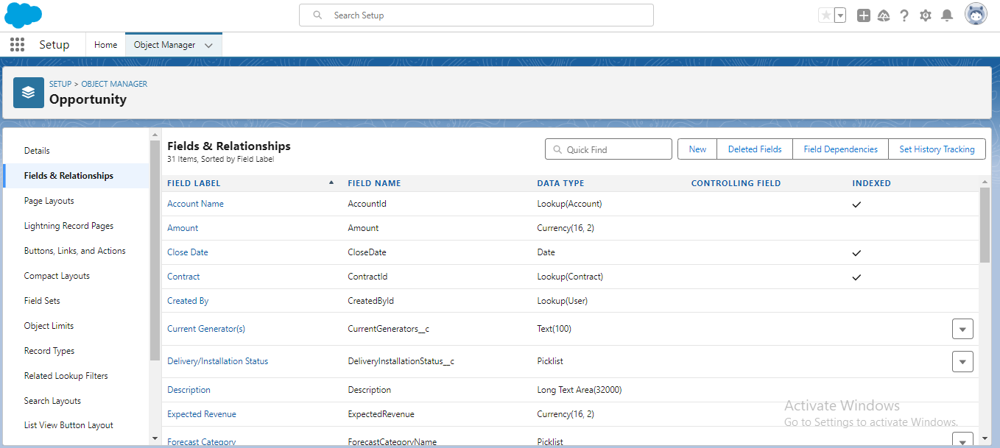 Search Setup
Setup
Home
Object Manager
SETUP > OBJECT MANAGER
Opportunity
Details
Fields & Relationships
Page Layouts
Lightning Record Pages
Buttons, Links, and Actions
Compact Layouts
Field Sets
Object Limits
Record Types
Related Lookup Filters
Search Layouts
List View Button Layout
Fields & Relationships
31 Items, Sorted by Field Label
Quick Find
New
Deleted Fields
Field Dependencies
Set History Tracking
FIELD LABEL FIELD NAME DATA TYPE CONTROLLING FIELD INDEXED
Account Name AccountId Lookup(Account)
Amount Amount Currency(16, 2)
Close Date CloseDate Date
Contract ContractId Lookup(Contract)
Created By CreatedById Lookup(User)
Current Generator(s) CurrentGenerators__c Text(100)
Delivery/Installation Status DeliveryInstallationStatus__c Picklist
Description Description Long Text Area(32000)
Expected Revenue ExpectedRevenue Currency(16, 2)
Forecast Category ForecastCategoryName Picklist
Activate Windows
Go to Settings to activate Windows.